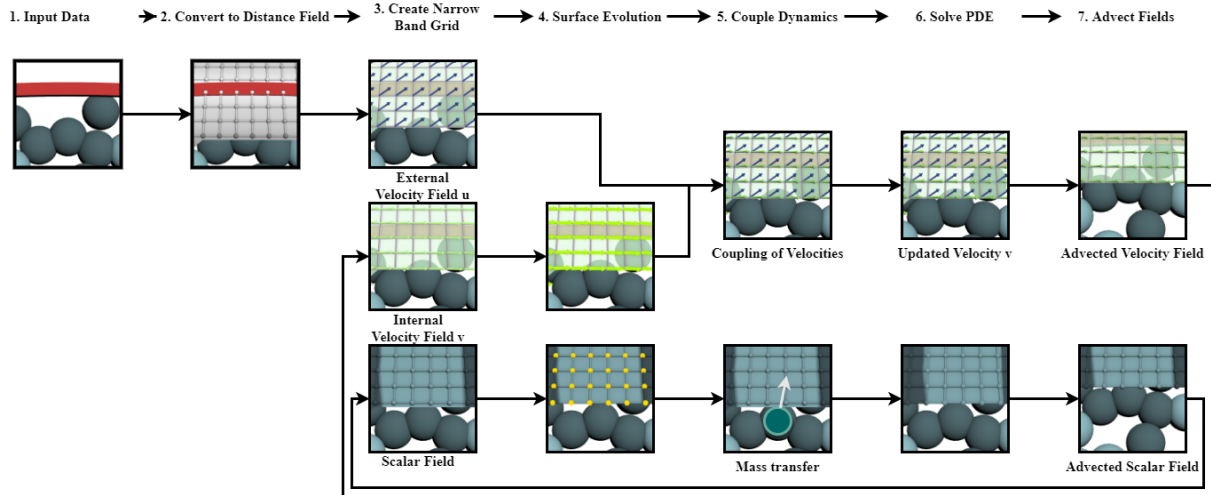 1. Input Data
2. Convert to Distance Field
3. Create Narrow
Band Grid
4. Surface Evolution
5. Couple Dynamics
6. Solve PDE
7. Advect Fields
External
Velocity Field u
Coupling of Velocities
Updated Velocity v
Advected Velocity Field
Internal
Velocity Field v
Scalar Field
Mass transfer
Advected Scalar Field